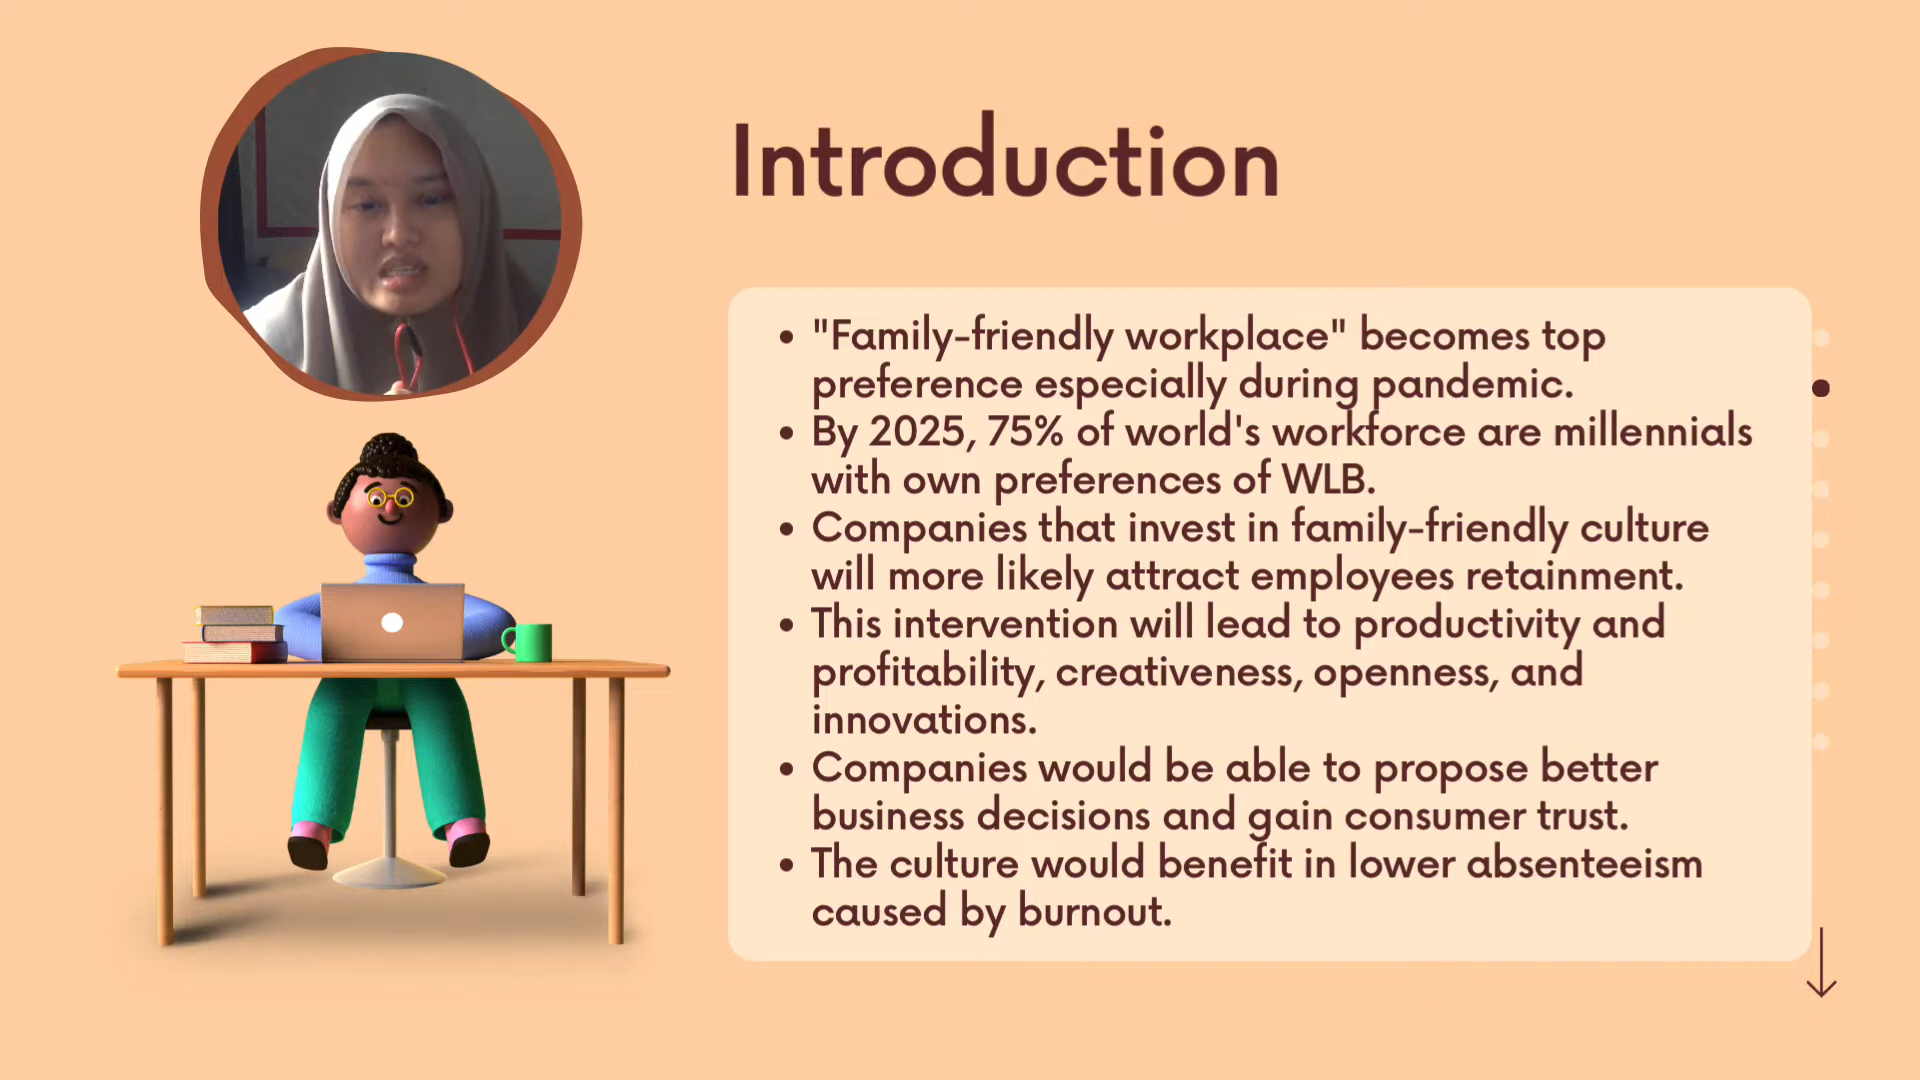 Introduction
• "Family-friendly workplace" becomes top
preference especially during pandemic.
• By 2025, 75% of world's workforce are millennials
with own preferences of WLB.
• Companies that invest in family-friendly culture
will more likely attract employees retainment.
• This intervention will lead to productivity and
profitability, creativeness, openness, and
innovations.
• Companies would be able to propose better
business decisions and gain consumer trust.
• The culture would benefit in lower absenteeism
caused by burnout.